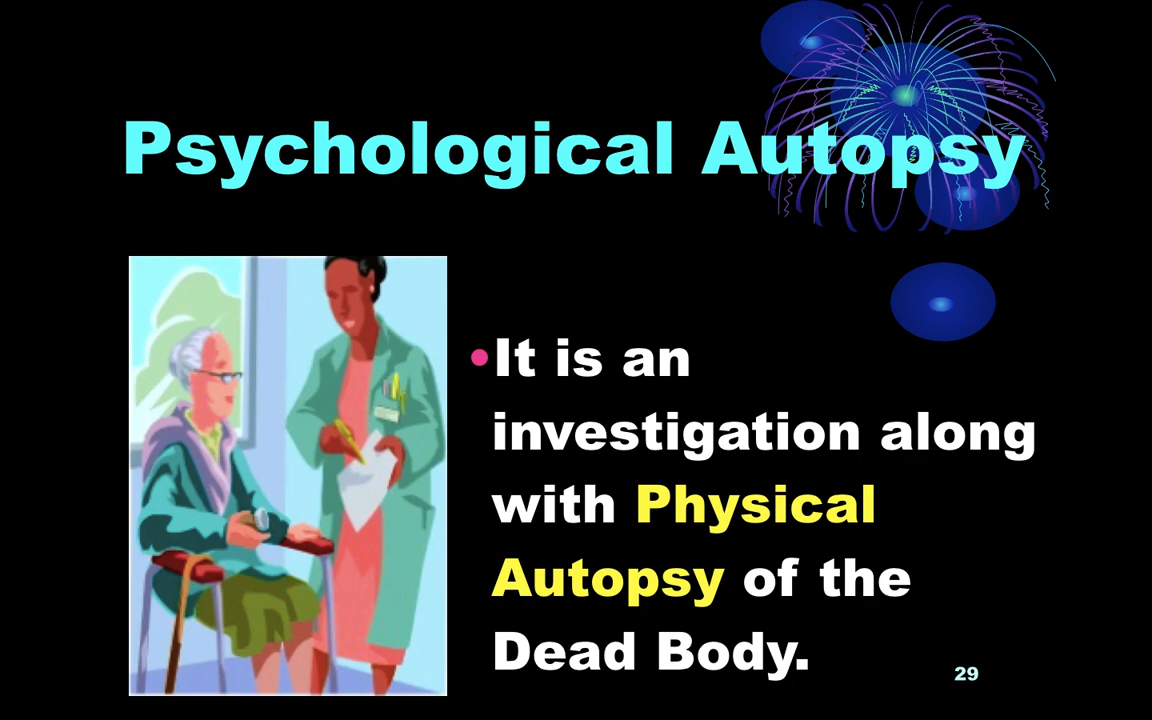 Psychological Autopsy
•It is an
investigation along
with Physical
Autopsy of the
Dead Body.
29